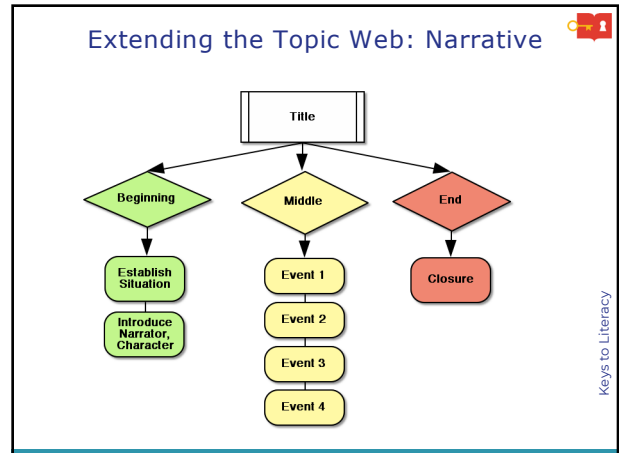 Extending the Topic Web: Narrative
Title
Beginning
Middle
End
Establish
Situation
Introduce
Narrator,
Character
Event 1
Event 2
Event 3
Event 4
Closure
Keys to Literacy